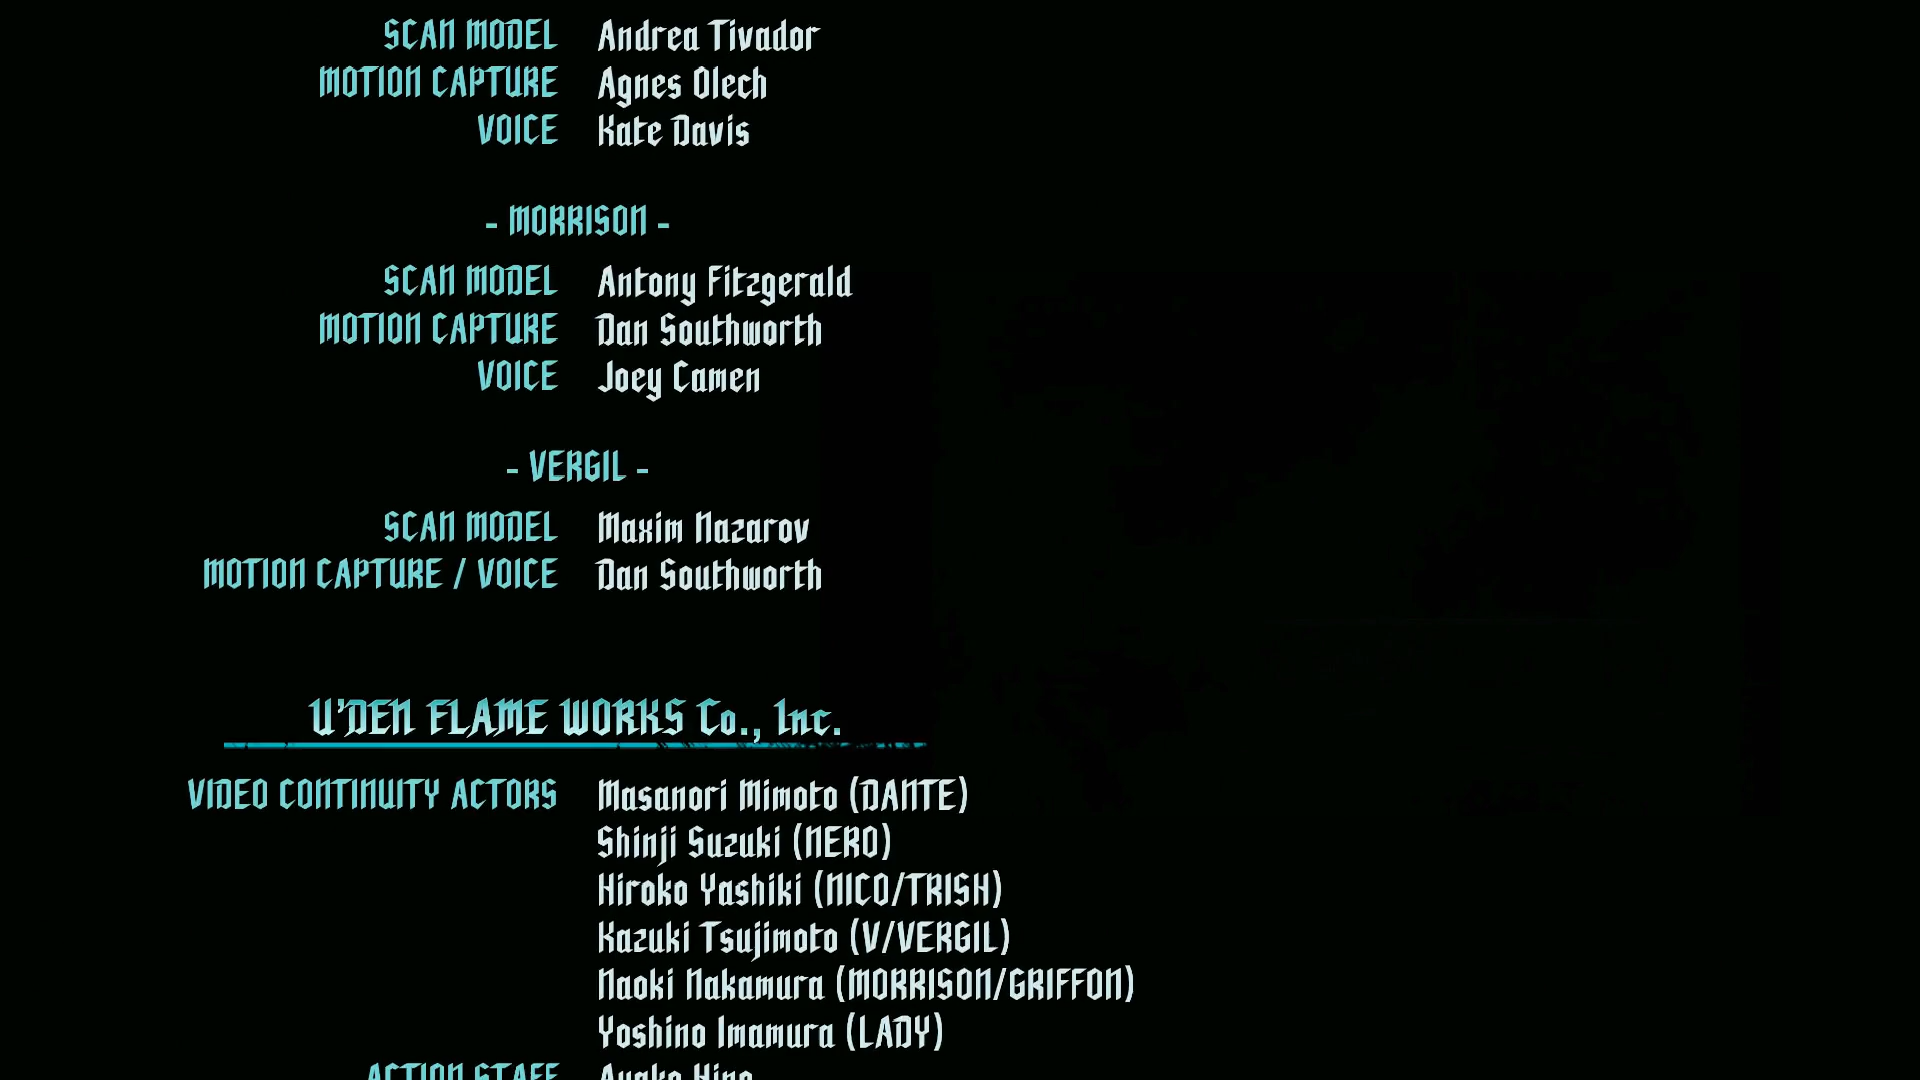 SCAN MODEL Andrea Tivador
MOTION CAPTURE Agnes Olech
VOICE Kate Davis
- MORRISON -
SCAN MODEL Antony Fitzgerald
MOTION CAPTURE Dan Southworth
VOICE Joey Camen
- VERGIL -
SCAN MODEL Maxim Nazarov
MOTION CAPTURE / VOICE Dan Southworth
U'DEN FLAME WORKS Co., Inc.
VIDEO CONTINUITY ACTORS Masanori Mimoto (DANTE)
Shinji Suzuki (NERO)
Hiroko Yashiki (NICO/TRISH)
Kazuki Tsujimoto (V/VERGIL)
Naoki Nakamura (MORRISON/GRIFFON)
Yoshino Imamura (LADY)
ACTION STAFF